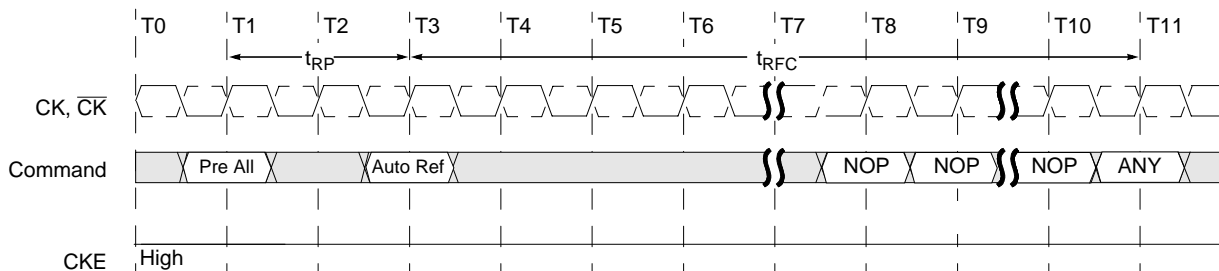 T0 T1 T2 T3 T4 T5 T6 T7 T8 T9 T10 T11
tRP tRFC
CK, C̅K̅
Command Pre All Auto Ref NOP NOP NOP ANY
CKE High